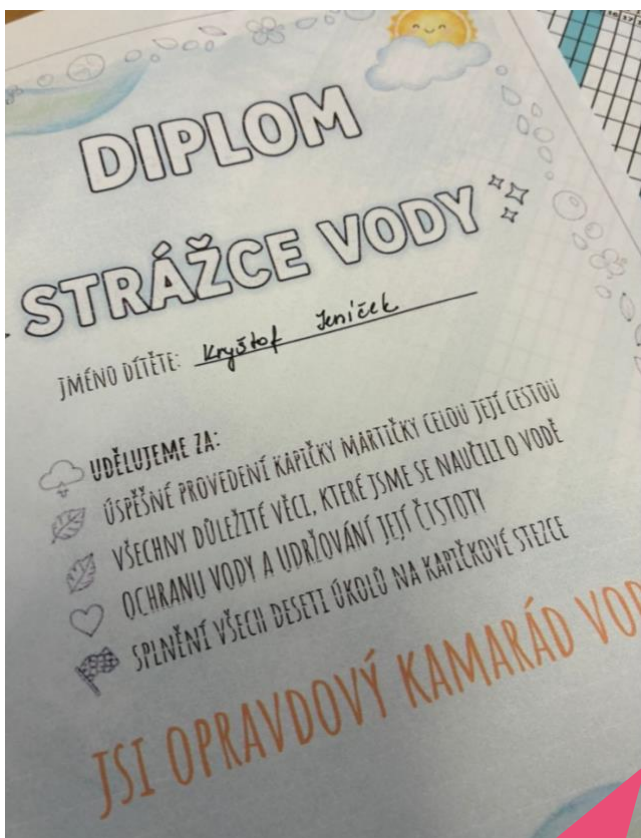 DIPLOM
STRÁŽCE VODY
JMÉNO DÍTĚTE: Kryštof Jeníček
UDĚLUJEME ZA:
ÚSPĚŠNÉ PROVEDENÍ KAPIČKY MARTIČKY CELOU JEJÍ CESTOU
VŠECHNY DŮLEŽITÉ VĚCI, KTERÉ JSME SE NAUČILI O VODĚ
OCHRANU VODY A UDRŽOVÁNÍ JEJÍ ČISTOTY
SPLNĚNÍ VŠECH DESETI ÚKOLŮ NA KAPIČKOVÉ STEZCE
JSI OPRAVDOVÝ KAMARÁD VOD